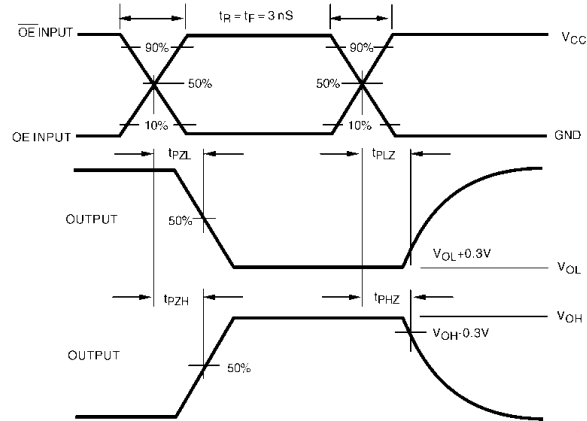 t_R = t_F = 3 nS
OE INPUT
90%
90%
V_CC
50%
50%
10%
10%
OE INPUT
GND
t_PZL
t_PLZ
OUTPUT
50%
V_OL+0.3V
V_OL
t_PZH
t_PHZ
V_OH
V_OH-0.3V
OUTPUT
50%